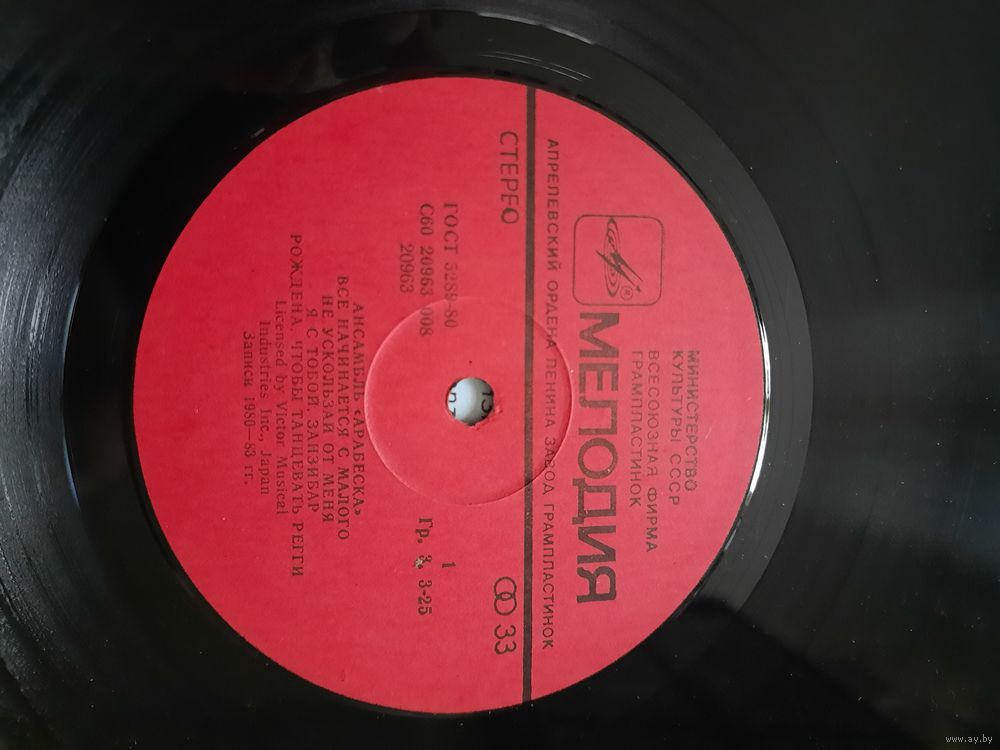 МИНИСТЕРСТВО
КУЛЬТУРЫ СССР
ВСЕСОЮЗНАЯ ФИРМА
ГРАМПЛАСТИНОК
®
МЕЛОДИЯ
АПРЕЛЕВСКИЙ ОРДЕНА ЛЕНИНА ЗАВОД ГРАМПЛАСТИНОК
СТЕРЕО
33
ГОСТ 5289-80
С60 20963 008
20963
1
Гр. 3. 3-25
АНСАМБЛЬ «АРАБЕСКА»
ВСЕ НАЧИНАЕТСЯ С МАЛОГО
НЕ УСКОЛЬЗАЙ ОТ МЕНЯ
Я С ТОБОЙ, ЗАНЗИБАР
РОЖДЕНА, ЧТОБЫ ТАНЦЕВАТЬ РЕГГИ
Licensed by Victor Musical
Industries Inc., Japan
Записи 1980—83 гг.
www.ay.by